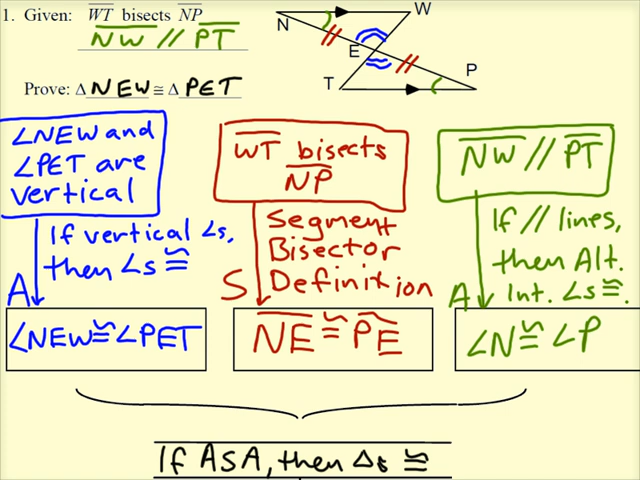 1. Given: WT bisects NP
NW // PT
Prove: Δ NEW ≅ Δ PET
N
W
E
T
P
∠NEW and
∠PET are
vertical
If vertical ∠s,
then ∠s ≅
A
∠NEW ≅ ∠PET
WT bisects
NP
Segment
Bisector
Definition
S
NE ≅ PE
NW // PT
If // lines,
then Alt.
Int. ∠s ≅.
A
∠N ≅ ∠P
If ASA, then Δs ≅